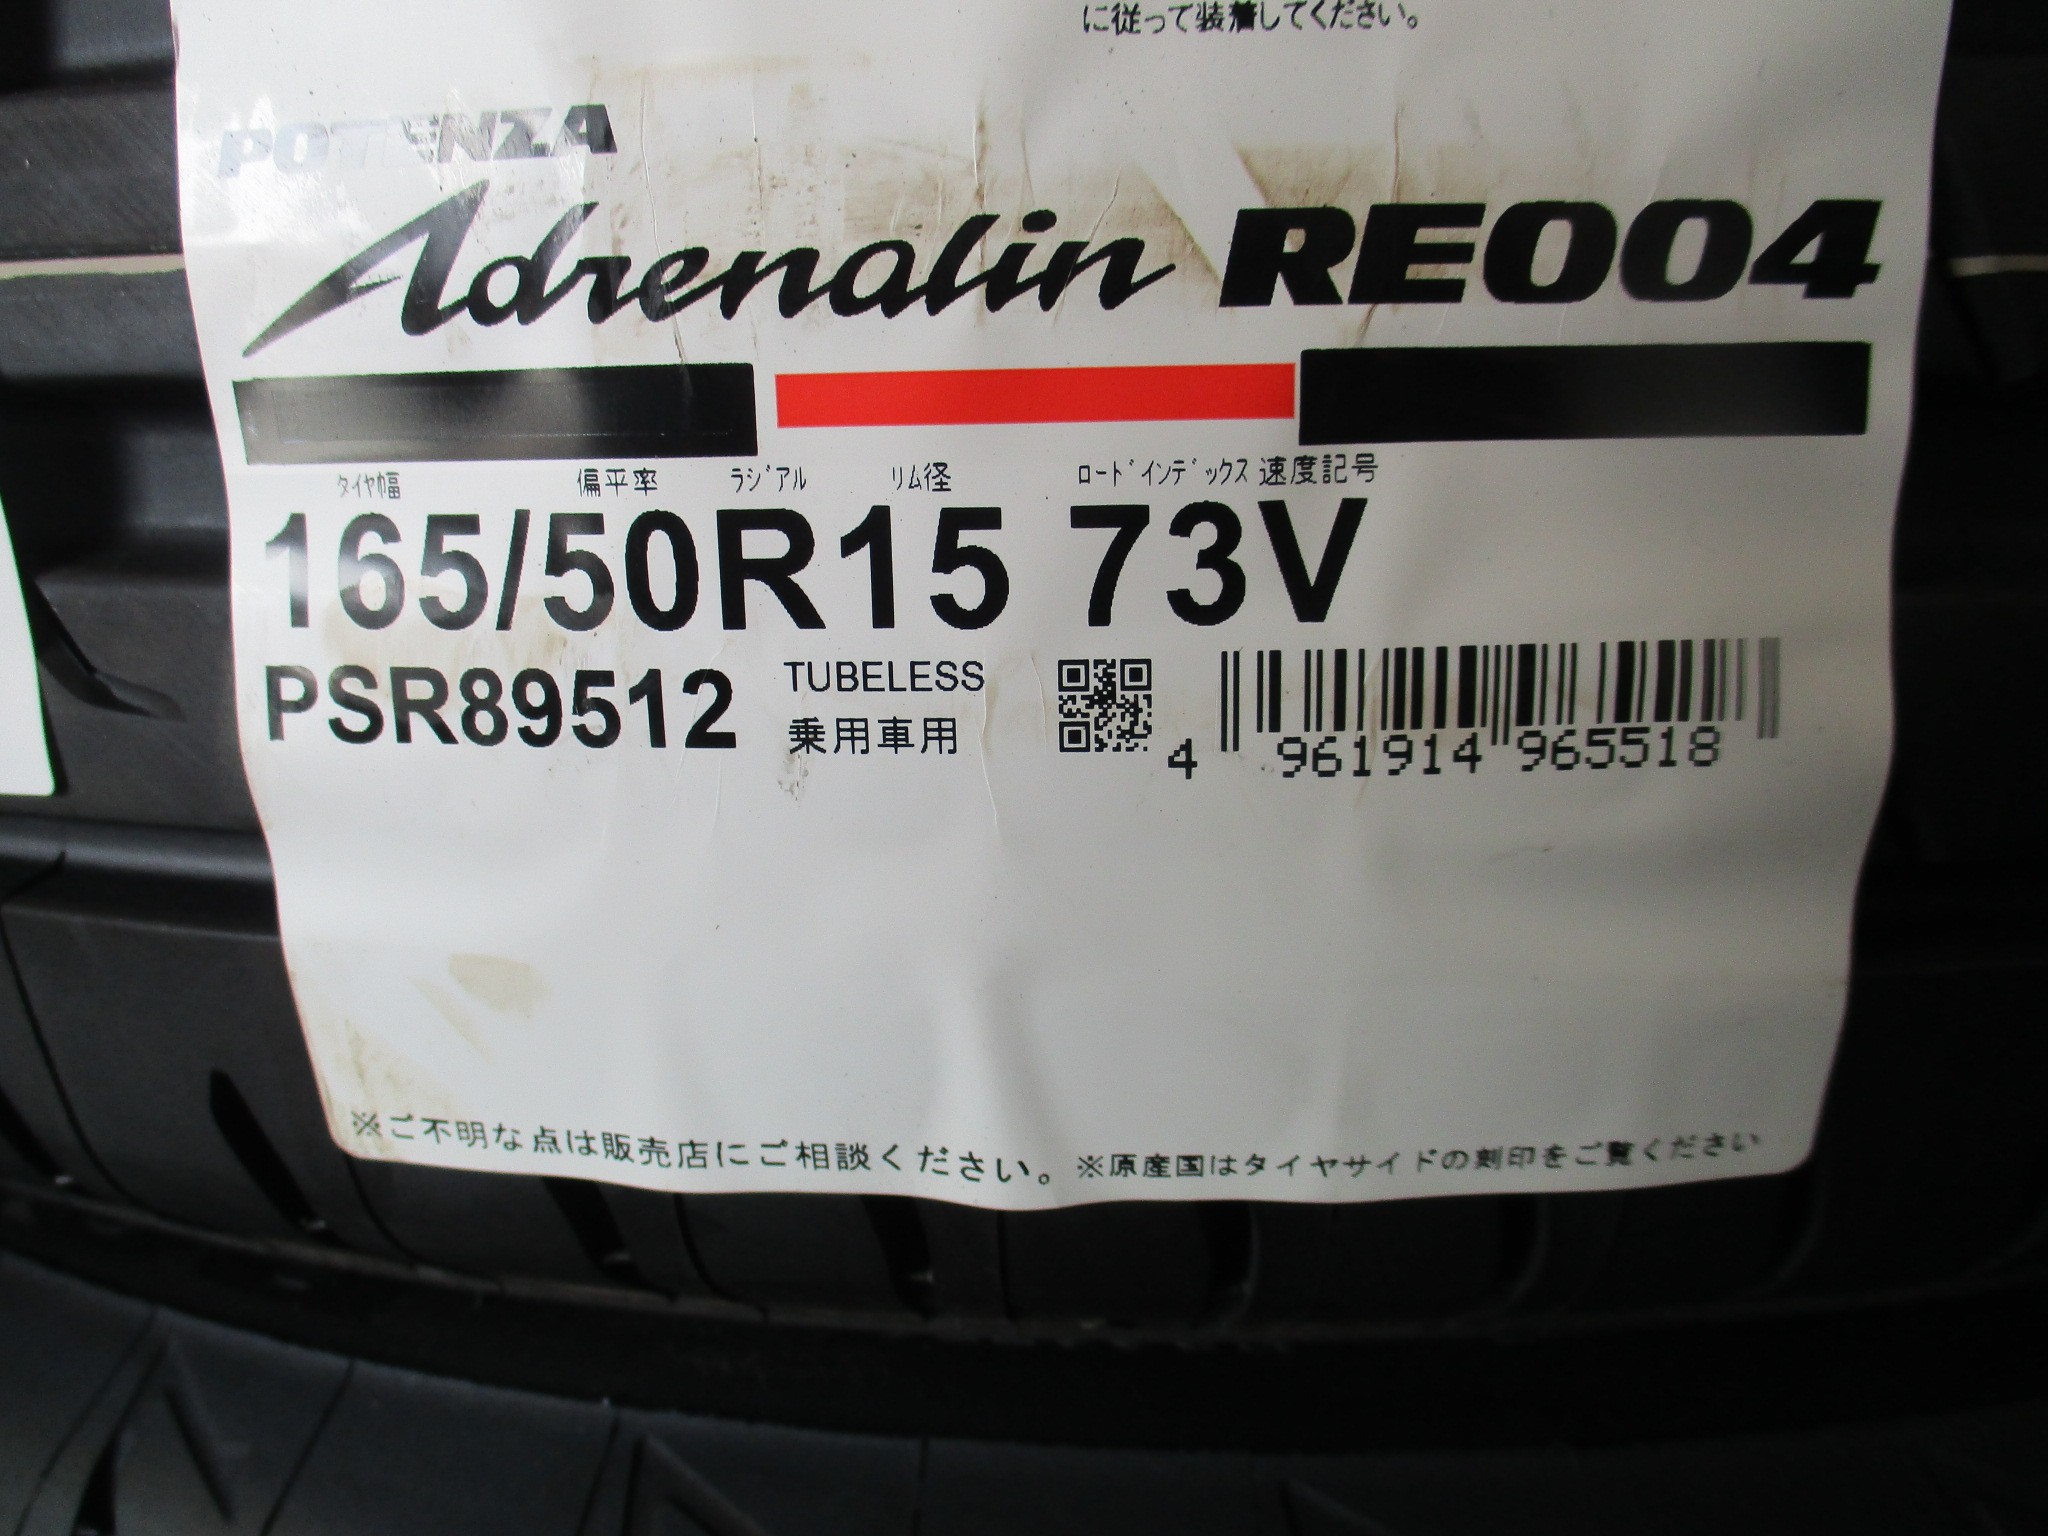 に従って装着してください。
POTENZA
Adrenalin RE004
タイヤ幅 偏平率 ラジアル リム径 ロードインデックス 速度記号
165/50R15 73V
PSR89512 TUBELESS
乗用車用
4 961914 965518
※ご不明な点は販売店にご相談ください。 ※原産国はタイヤサイドの刻印をご覧ください